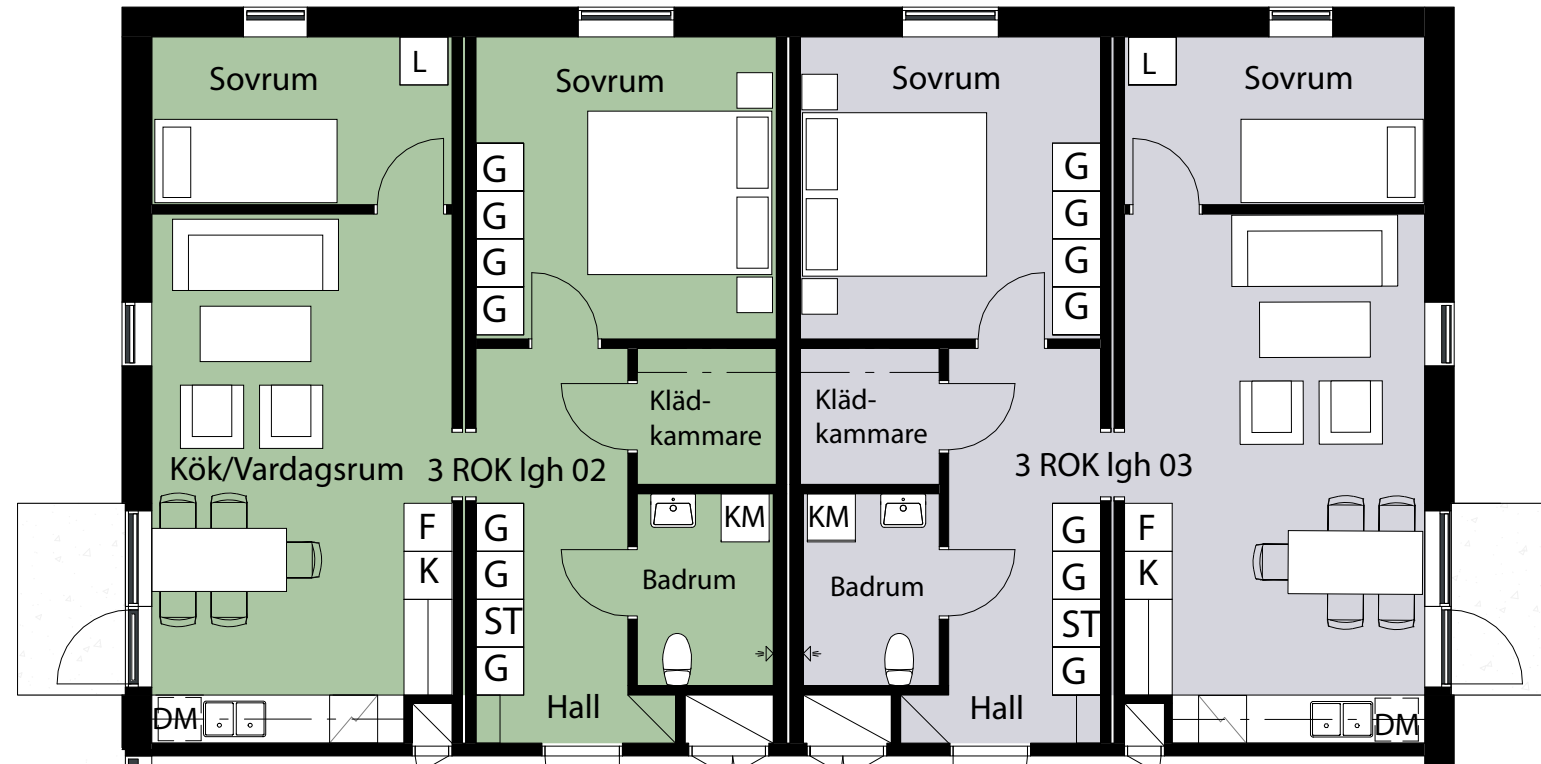 Sovrum
L
Sovrum
Sovrum
L
Sovrum
G
G
G
G
G
G
G
G
Kläd-
kammare
Kläd-
kammare
Kök/Vardagsrum
3 ROK lgh 02
3 ROK lgh 03
F
K
G
G
ST
G
KM
Badrum
KM
Badrum
G
G
ST
G
F
K
DM
Hall
Hall
DM